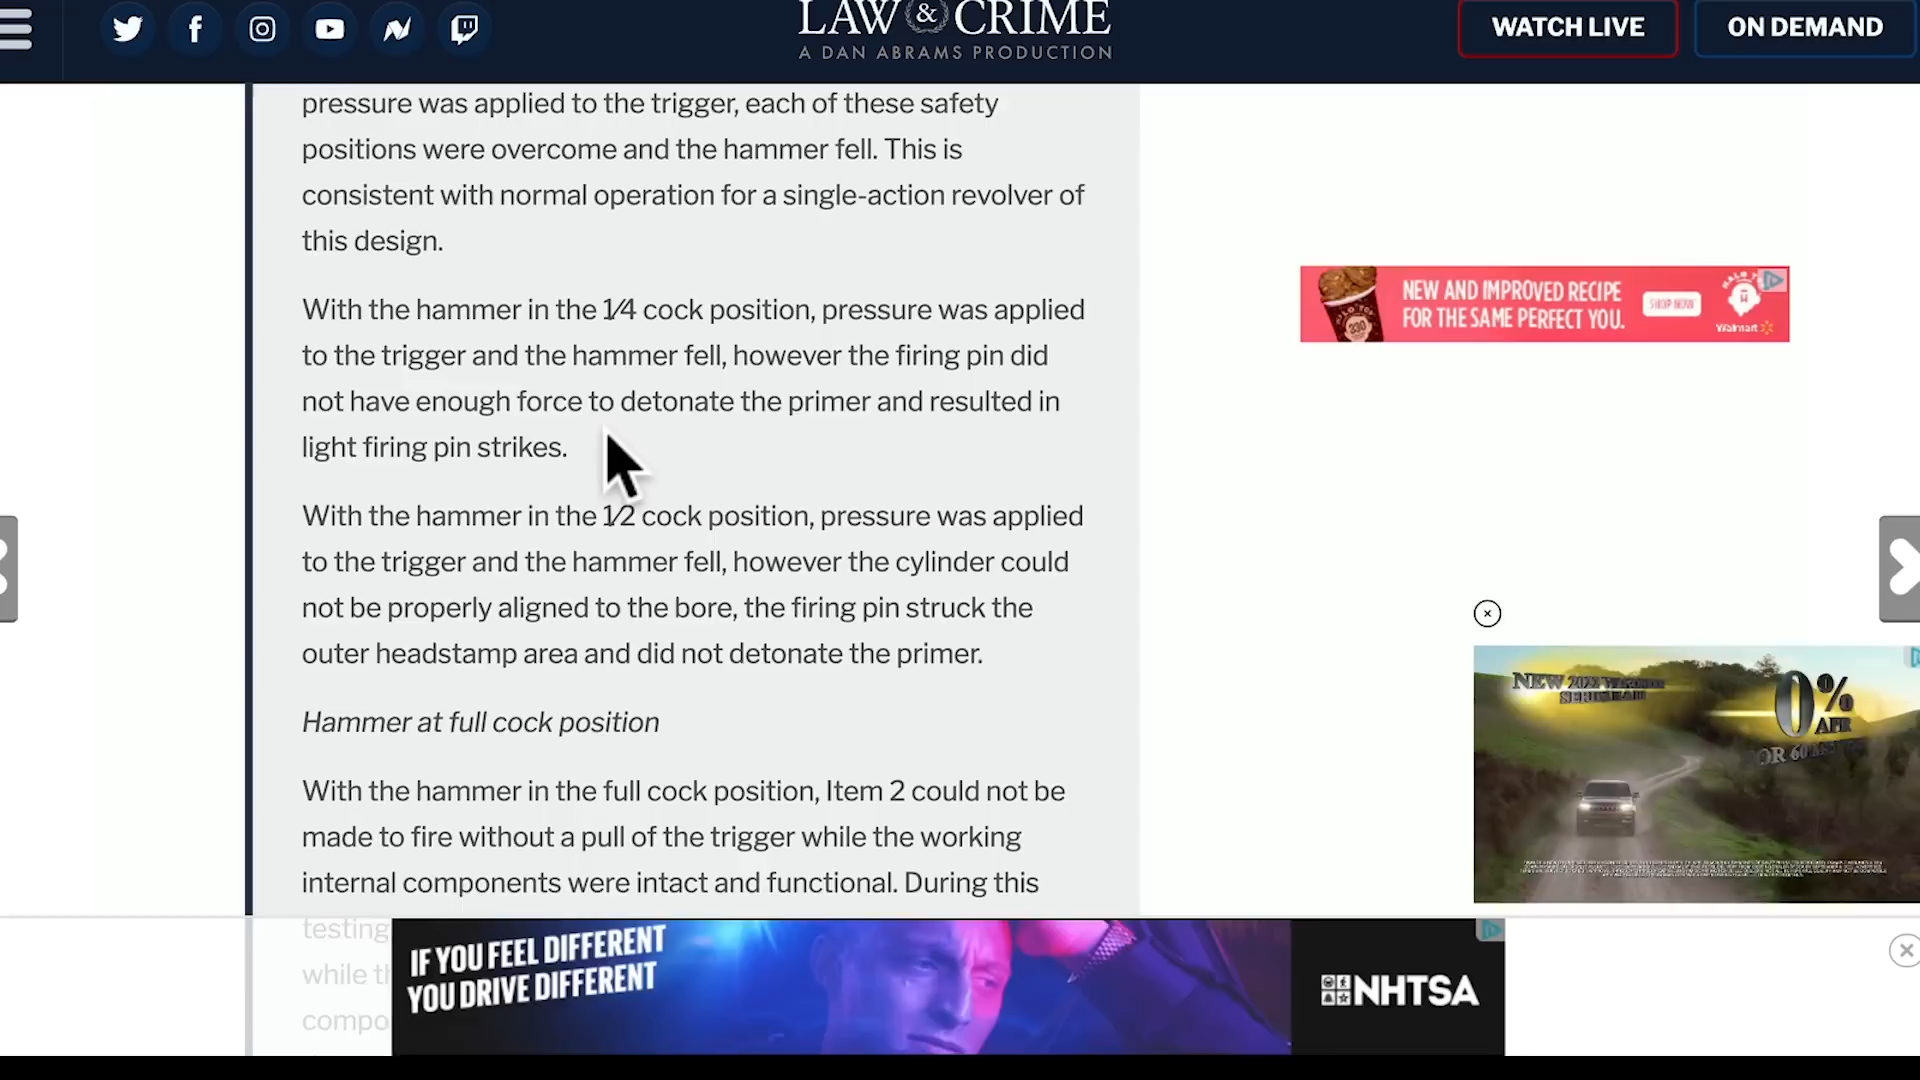 LAW & CRIME
A DAN ABRAMS PRODUCTION
WATCH LIVE
ON DEMAND
pressure was applied to the trigger, each of these safety
positions were overcome and the hammer fell. This is
consistent with normal operation for a single-action revolver of
this design.
With the hammer in the 1⁄4 cock position, pressure was applied
to the trigger and the hammer fell, however the firing pin did
not have enough force to detonate the primer and resulted in
light firing pin strikes.
With the hammer in the 1⁄2 cock position, pressure was applied
to the trigger and the hammer fell, however the cylinder could
not be properly aligned to the bore, the firing pin struck the
outer headstamp area and did not detonate the primer.
Hammer at full cock position
With the hammer in the full cock position, Item 2 could not be
made to fire without a pull of the trigger while the working
internal components were intact and functional. During this
testing
while th
compo
NEW AND IMPROVED RECIPE
FOR THE SAME PERFECT YOU.
SHOP NOW
Walmart
NEW 2022
0%
APR
IF YOU FEEL DIFFERENT
YOU DRIVE DIFFERENT
NHTSA